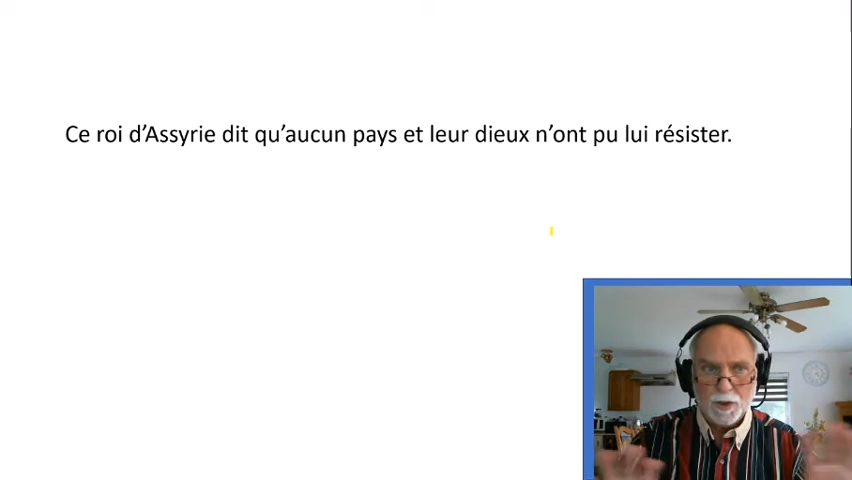 Ce roi d’Assyrie dit qu’aucun pays et leur dieux n’ont pu lui résister.